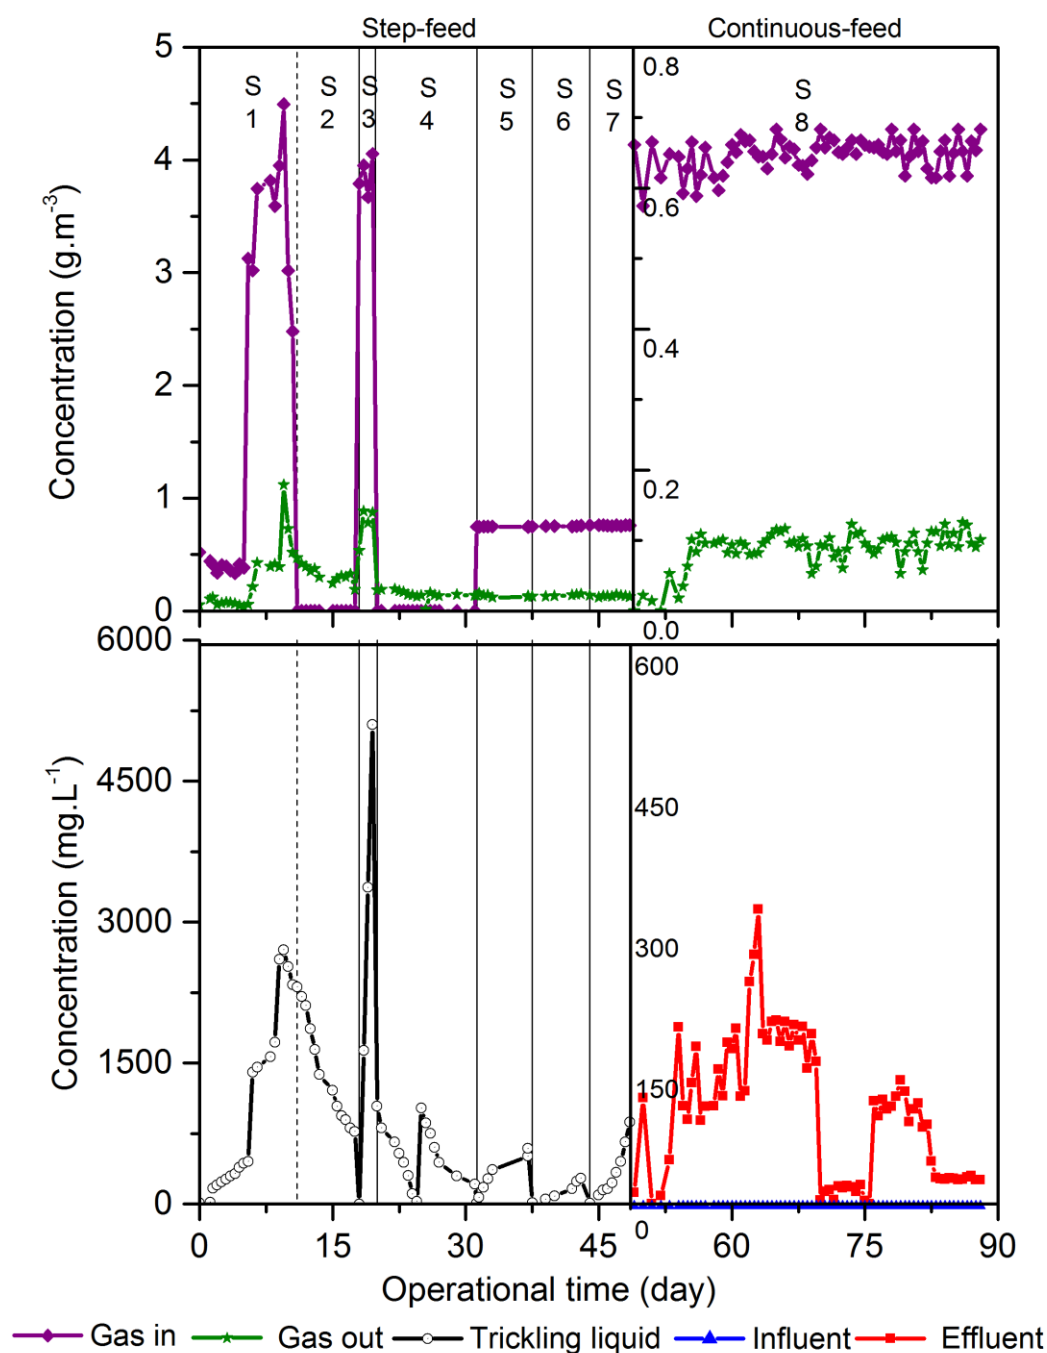 Step-feed Continuous-feed
5 0.8
S S S S S S S S
1 2 3 4 5 6 7 8
4
0.6
3
0.4
2
0.2
1
0 0.0
Concentration (g.m⁻³)
6000 600
4500 450
3000 300
1500 150
0 0
Concentration (mg.L⁻¹)
0 15 30 45 60 75 90
Operational time (day)
Gas in Gas out Trickling liquid Influent Effluent